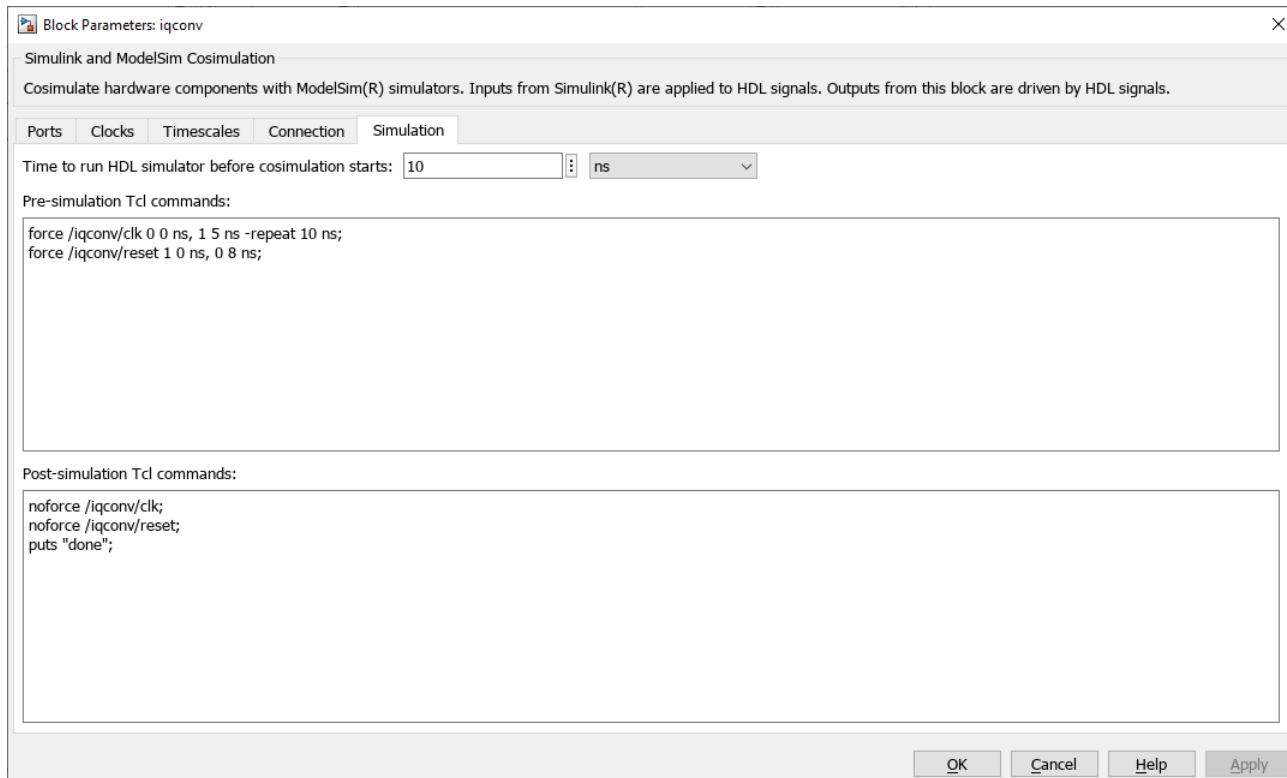 Block Parameters: iqconv
Simulink and ModelSim Cosimulation
Cosimulate hardware components with ModelSim(R) simulators. Inputs from Simulink(R) are applied to HDL signals. Outputs from this block are driven by HDL signals.
Ports Clocks Timescales Connection Simulation
Time to run HDL simulator before cosimulation starts: 10 ns
Pre-simulation Tcl commands:
force /iqconv/clk 0 0 ns, 1 5 ns -repeat 10 ns;
force /iqconv/reset 1 0 ns, 0 8 ns;
Post-simulation Tcl commands:
noforce /iqconv/clk;
noforce /iqconv/reset;
puts "done";
OK Cancel Help Apply